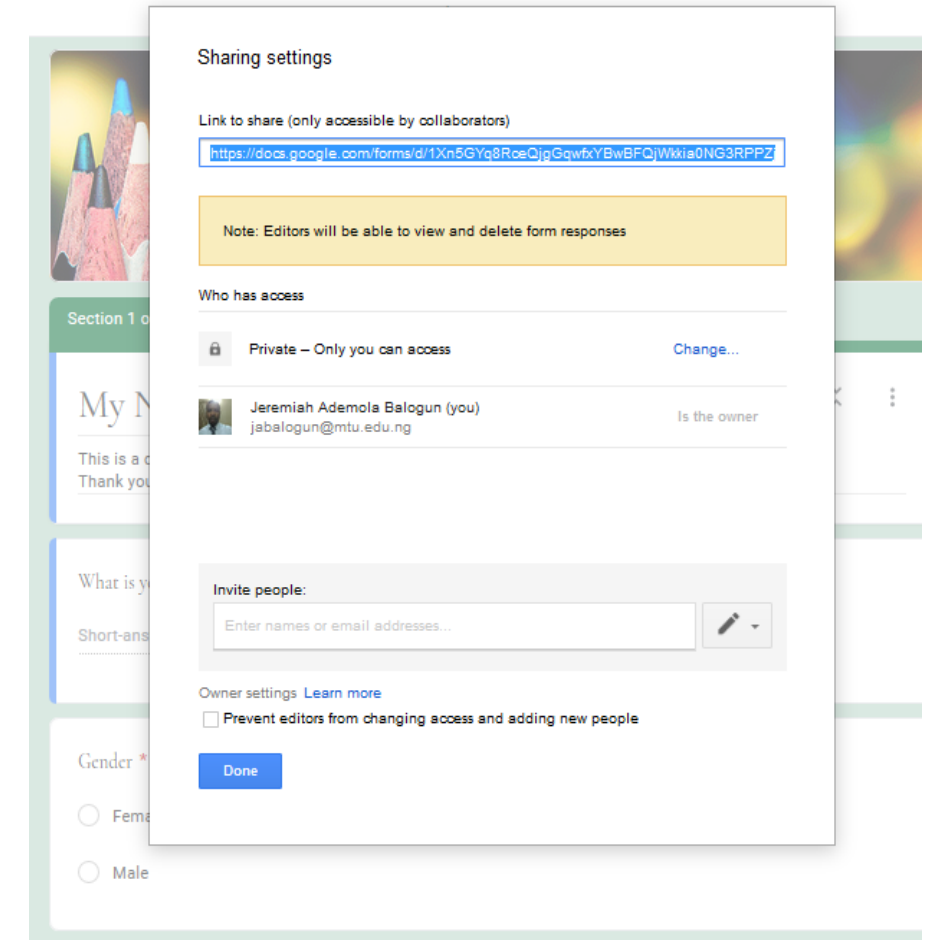 Sharing settings
Link to share (only accessible by collaborators)
https://docs.google.com/forms/d/1Xn5GYq8RceQjgGqwfxYBwBFQjWkkia0NG3RPPZ
Note: Editors will be able to view and delete form responses
Who has access
Private – Only you can access Change...
Jeremiah Ademola Balogun (you)
jabalogun@mtu.edu.ng
Is the owner
Invite people:
Enter names or email addresses...
Owner settings Learn more
Prevent editors from changing access and adding new people
Done
Section 1 o
My N
This is a
Thank you
What is y
Short-ans
Gender *
Fema
Male